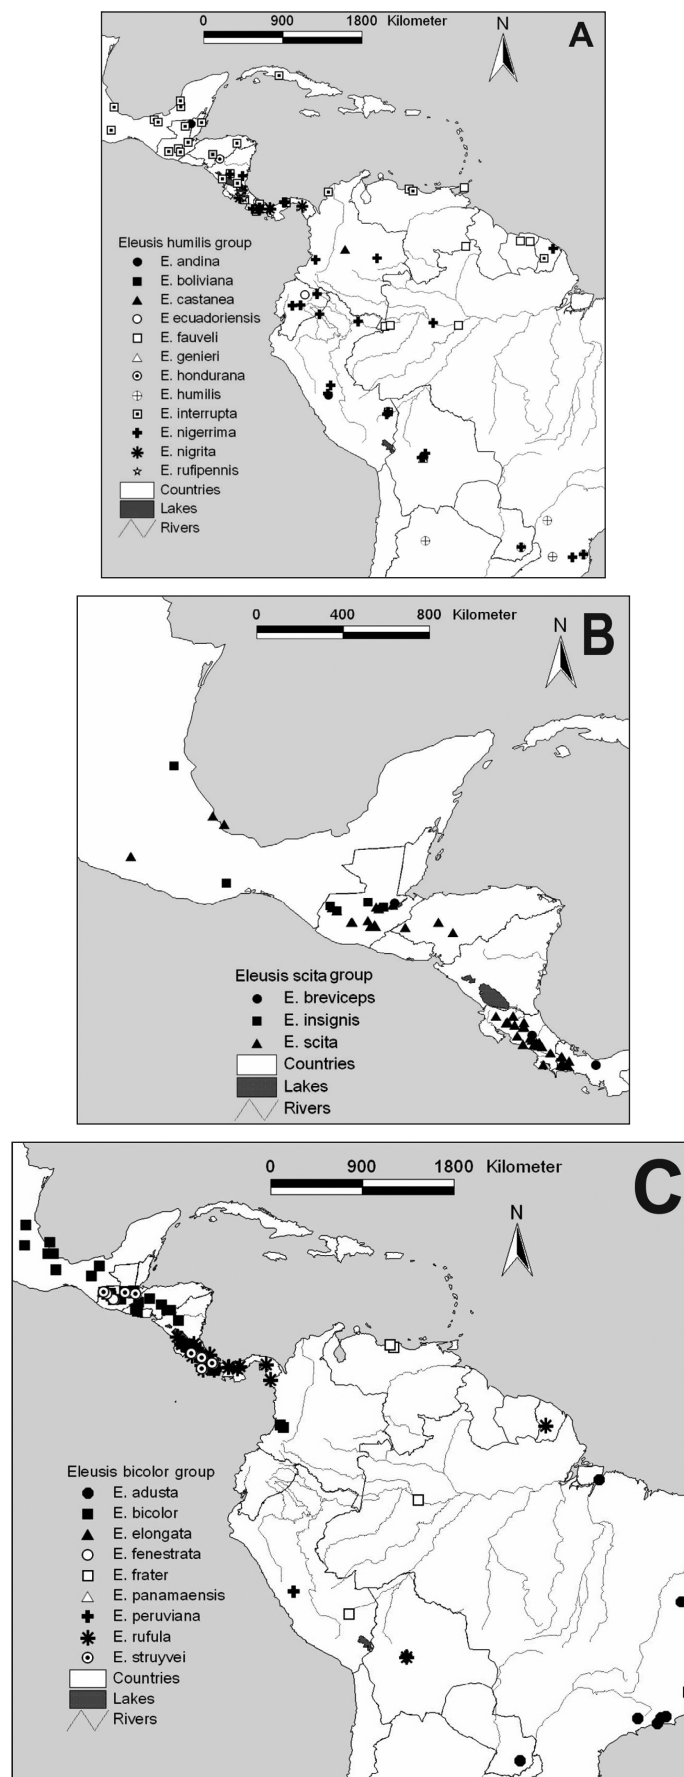 0 900 1800 Kilometer
N
A
Eleusis humilis group
E. andina
E. boliviana
E. castanea
E ecuadoriensis
E. fauveli
E. genieri
E. hondurana
E. humilis
E. interrupta
E. nigerrima
E. nigrita
E. rufipennis
Countries
Lakes
Rivers
0 400 800 Kilometer
N
B
Eleusis scita group
E. breviceps
E. insignis
E. scita
Countries
Lakes
Rivers
0 900 1800 Kilometer
N
C
Eleusis bicolor group
E. adusta
E. bicolor
E. elongata
E. fenestrata
E. frater
E. panamaensis
E. peruviana
E. rufula
E. struyvei
Countries
Lakes
Rivers